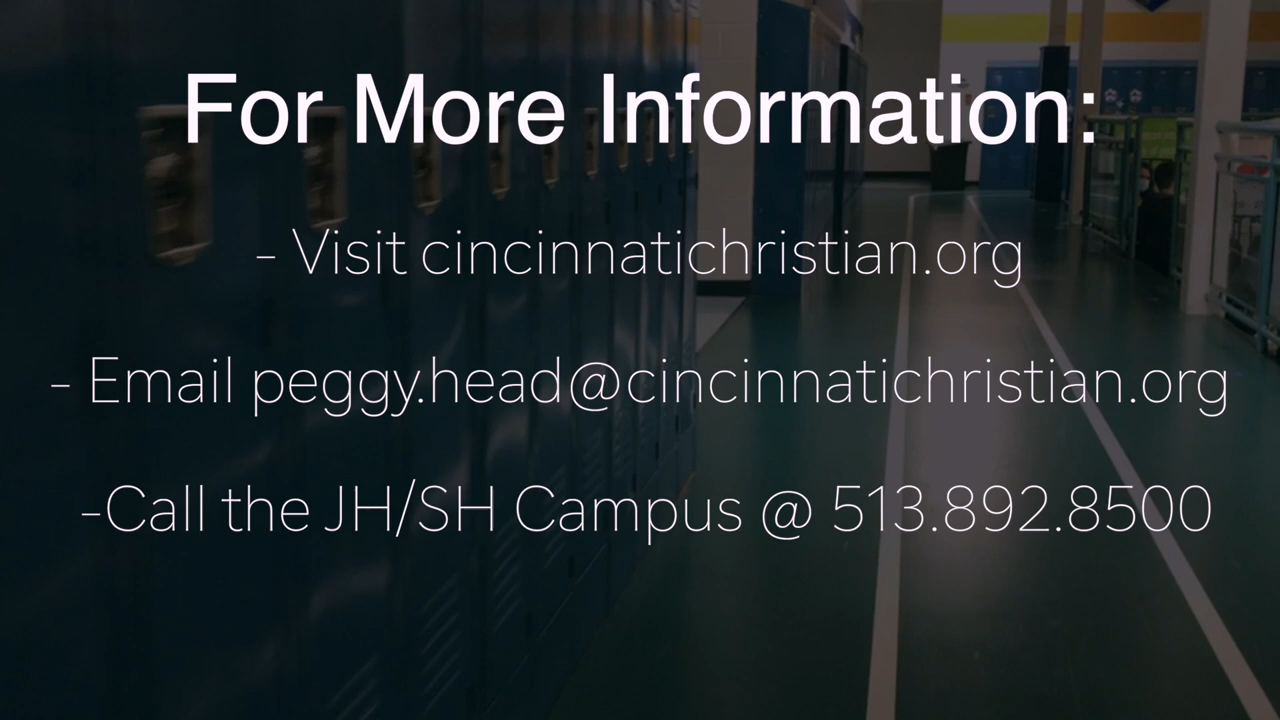 For More Information:
- Visit cincinnatichristian.org
- Email peggy.head@cincinnatichristian.org
-Call the JH/SH Campus @ 513.892.8500